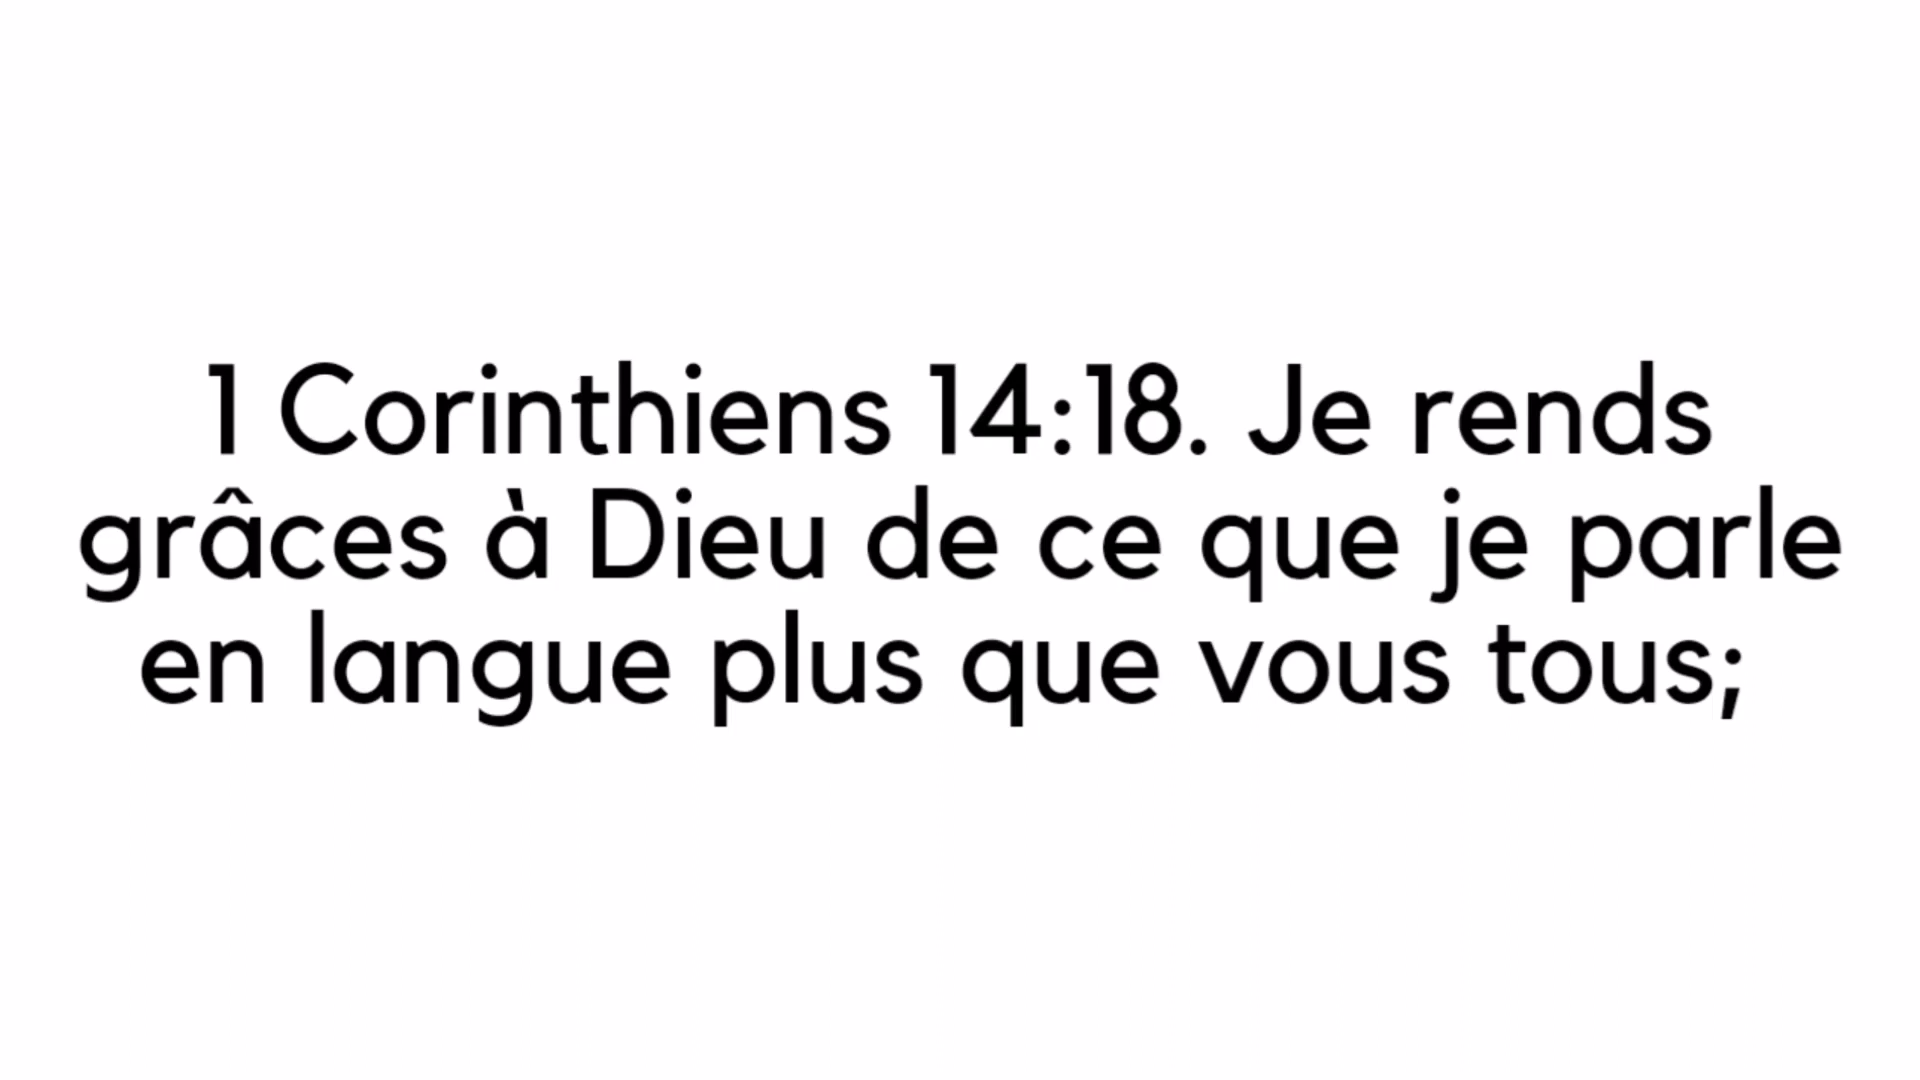 1 Corinthiens 14:18. Je rends
grâces à Dieu de ce que je parle
en langue plus que vous tous;